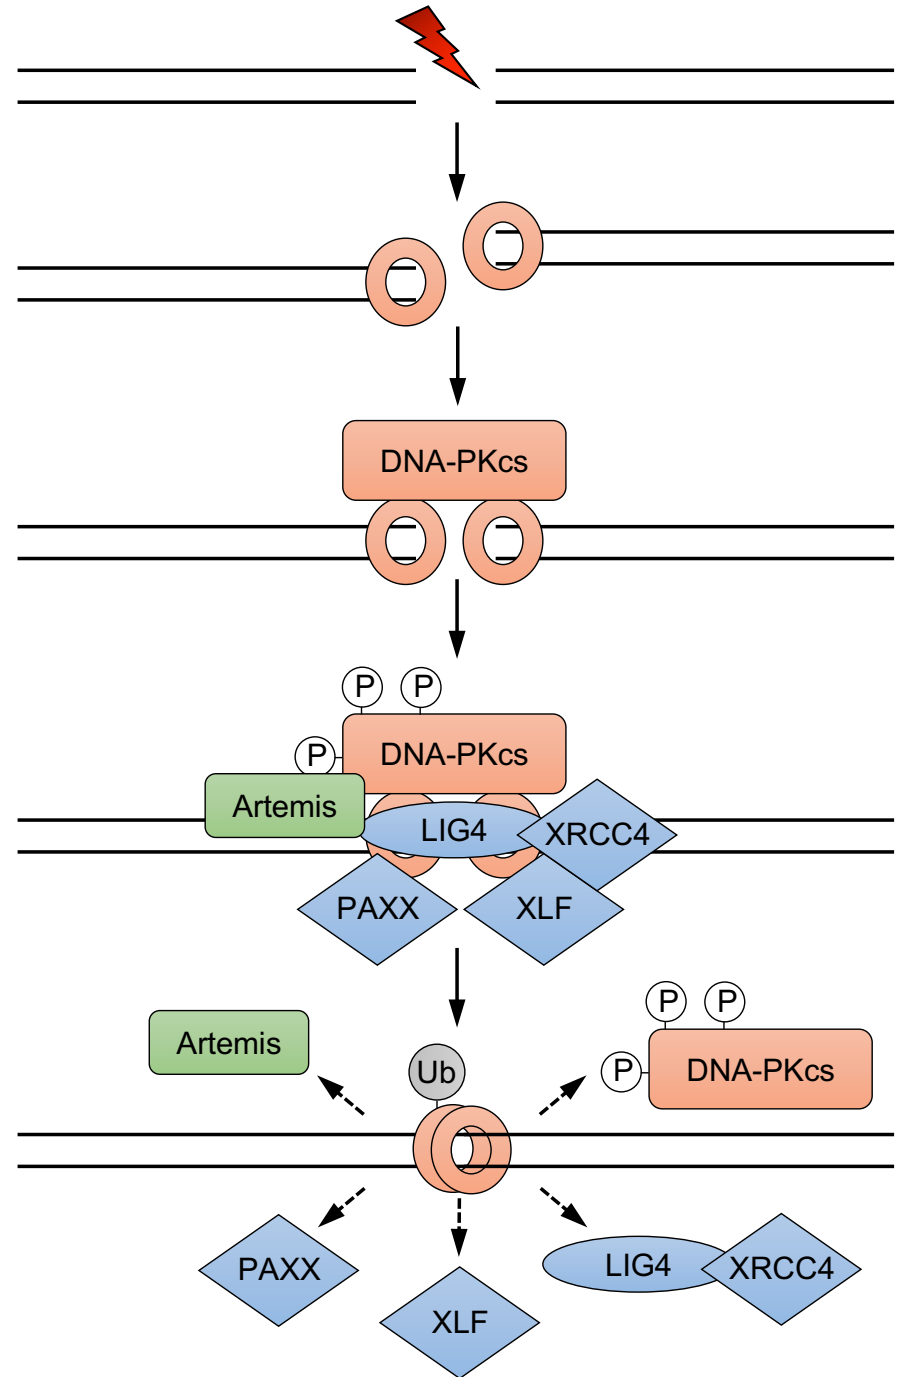 DNA-PKcs
P
P
P
DNA-PKcs
Artemis
LIG4
XRCC4
PAXX
XLF
P
P
Artemis
Ub
P
DNA-PKcs
PAXX
LIG4
XRCC4
XLF